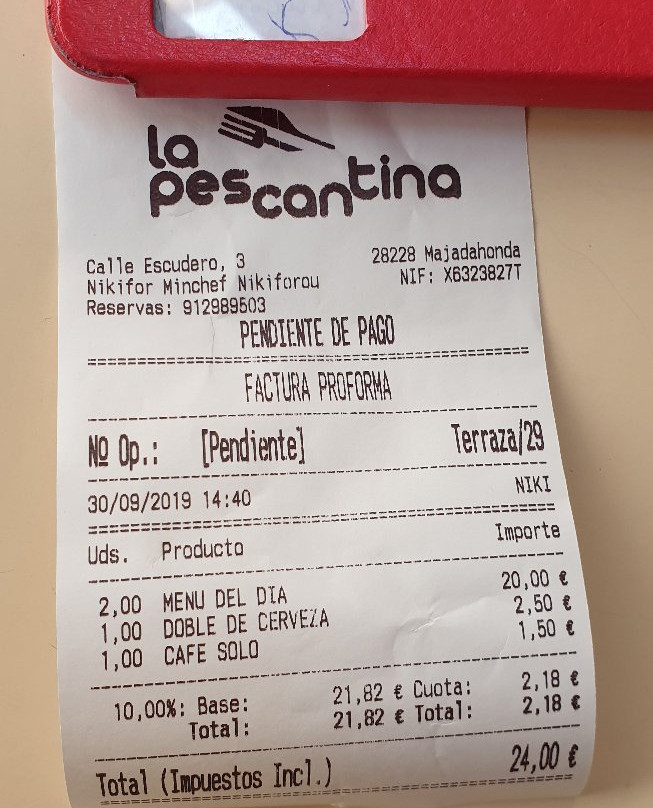 la
pescantina
Calle Escudero, 3 28228 Majadahonda
Nikifor Minchef Nikiforou NIF: X6323827T
Reservas: 912989503
PENDIENTE DE PAGO
FACTURA PROFORMA
Nº Op.: [Pendiente] Terraza/29
30/09/2019 14:40 NIKI
Uds. Producto Importe
2,00 MENU DEL DIA 20,00 €
1,00 DOBLE DE CERVEZA 2,50 €
1,00 CAFE SOLO 1,50 €
10,00%: Base: 21,82 € Cuota: 2,18 €
Total: 21,82 € Total: 2,18 €
Total (Impuestos Incl.) 24,00 €